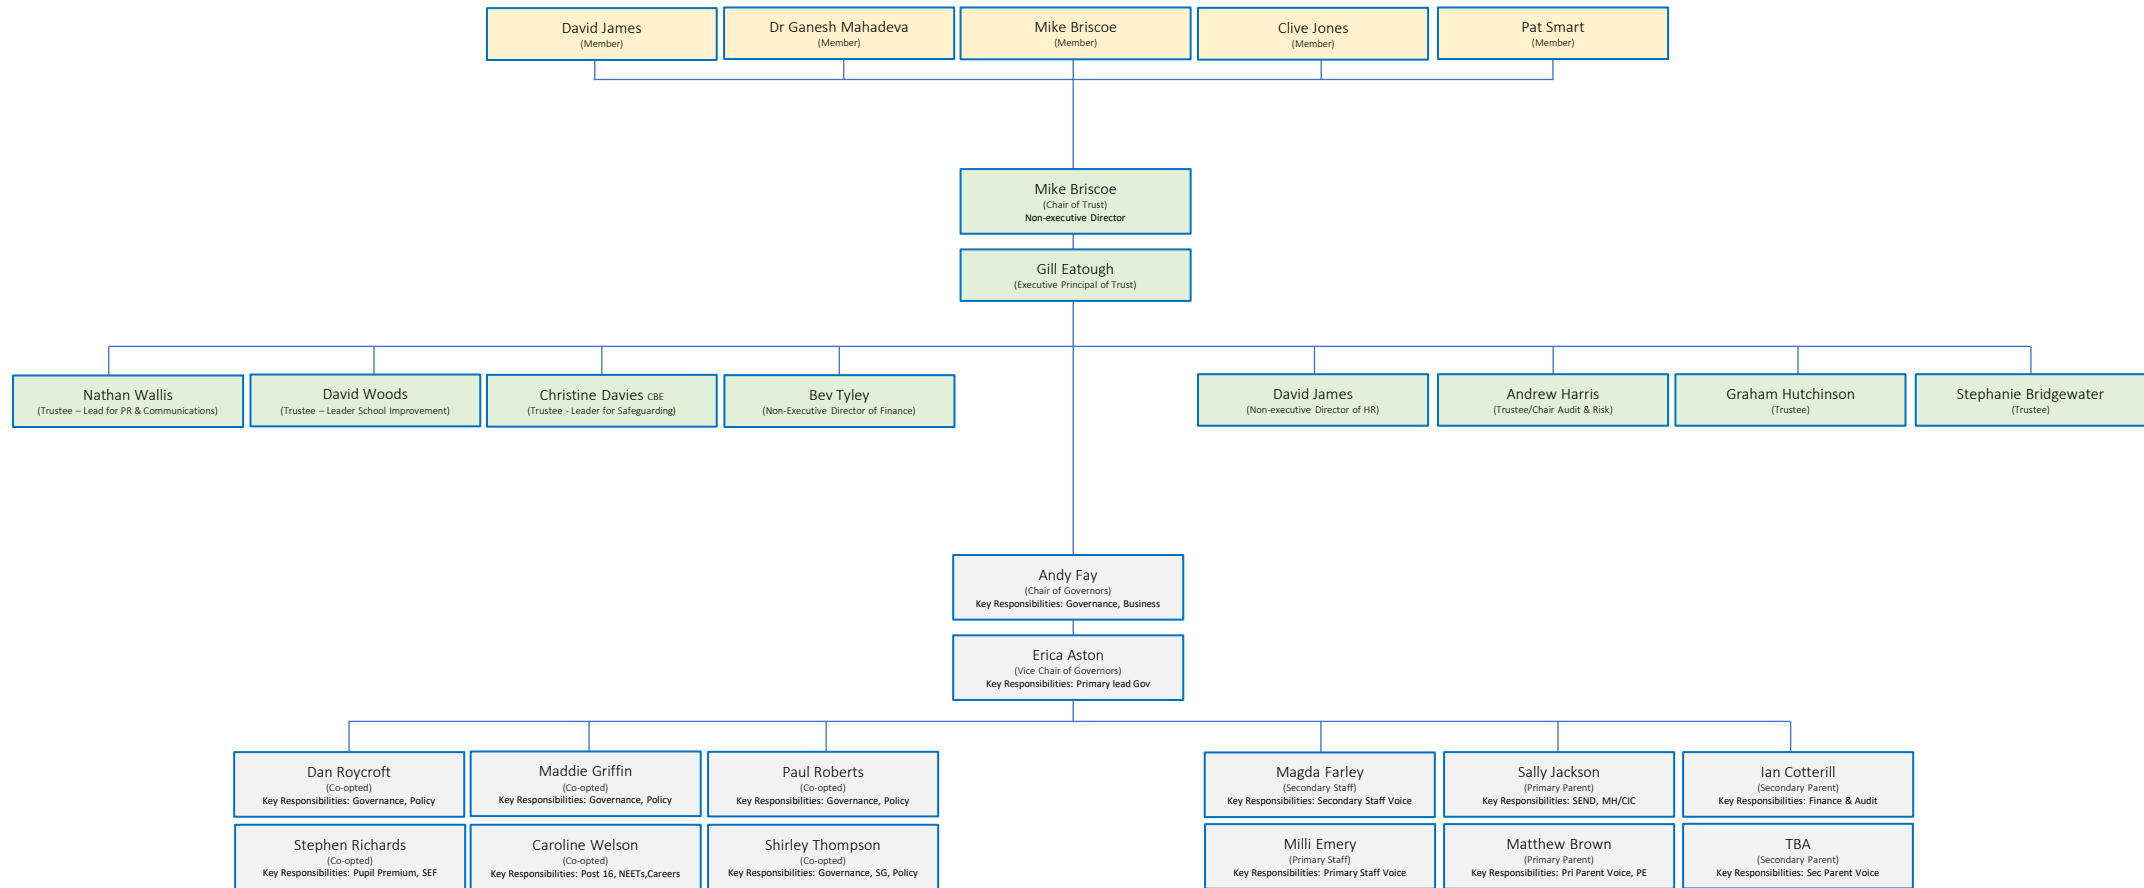 David James
(Member)
Dr Ganesh Mahadeva
(Member)
Mike Briscoe
(Member)
Clive Jones
(Member)
Pat Smart
(Member)
Mike Briscoe
(Chair of Trust)
Non-executive Director
Gill Eatough
(Executive Principal of Trust)
Nathan Wallis
(Trustee – Lead for PR & Communications)
David Woods
(Trustee – Leader School Improvement)
Christine Davies CBE
(Trustee - Leader for Safeguarding)
Bev Tyley
(Non-Executive Director of Finance)
David James
(Non-executive Director of HR)
Andrew Harris
(Trustee/Chair Audit & Risk)
Graham Hutchinson
(Trustee)
Stephanie Bridgewater
(Trustee)
Andy Fay
(Chair of Governors)
Key Responsibilities: Governance, Business
Erica Aston
(Vice Chair of Governors)
Key Responsibilities: Primary lead Gov
Dan Roycroft
(Co-opted)
Key Responsibilities: Governance, Policy
Maddie Griffin
(Co-opted)
Key Responsibilities: Governance, Policy
Paul Roberts
(Co-opted)
Key Responsibilities: Governance, Policy
Magda Farley
(Secondary Staff)
Key Responsibilities: Secondary Staff Voice
Sally Jackson
(Primary Parent)
Key Responsibilities: SEND, MH/CIC
Ian Cotterill
(Secondary Parent)
Key Responsibilities: Finance & Audit
Stephen Richards
(Co-opted)
Key Responsibilities: Pupil Premium, SEF
Caroline Welson
(Co-opted)
Key Responsibilities: Post 16, NEETs,Careers
Shirley Thompson
(Co-opted)
Key Responsibilities: Governance, SG, Policy
Milli Emery
(Primary Staff)
Key Responsibilities: Primary Staff Voice
Matthew Brown
(Primary Parent)
Key Responsibilities: Pri Parent Voice, PE
TBA
(Secondary Parent)
Key Responsibilities: Sec Parent Voice